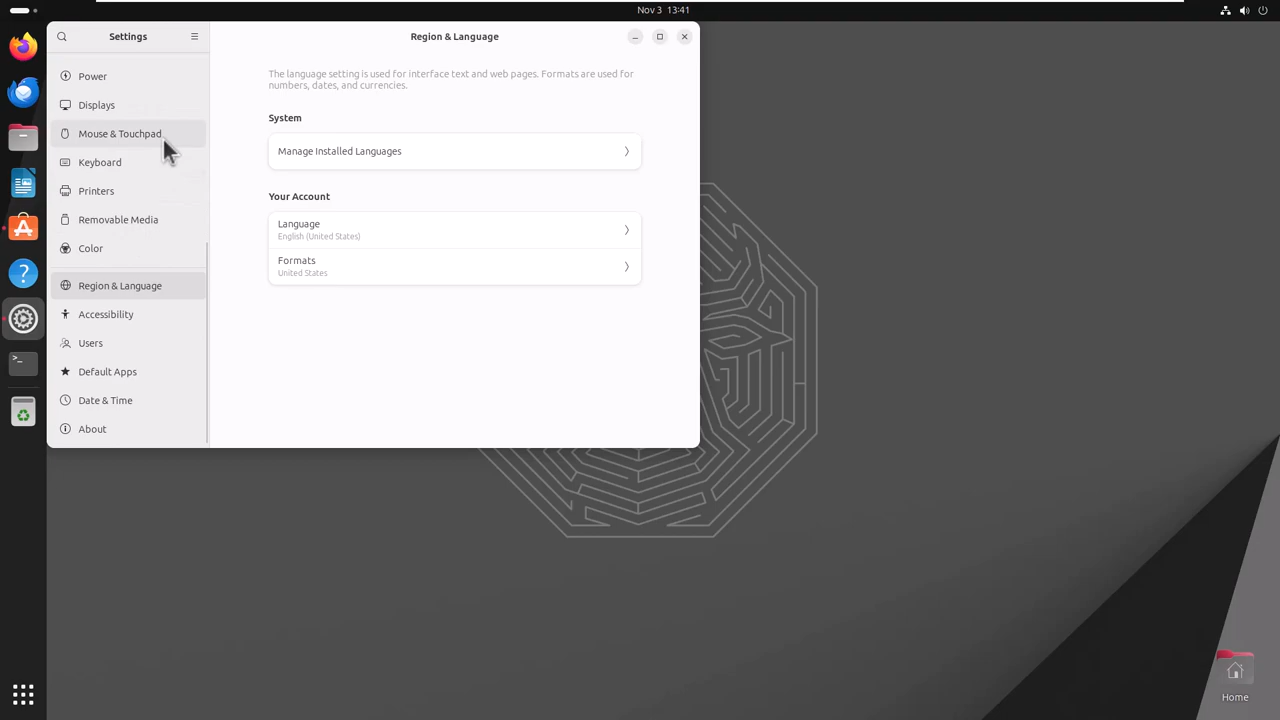 Nov 3 13:41
Settings
Region & Language
Power
Displays
Mouse & Touchpad
Keyboard
Printers
Removable Media
Color
Region & Language
Accessibility
Users
Default Apps
Date & Time
About
The language setting is used for interface text and web pages. Formats are used for
numbers, dates, and currencies.
System
Manage Installed Languages
Your Account
Language
English (United States)
Formats
United States
Home